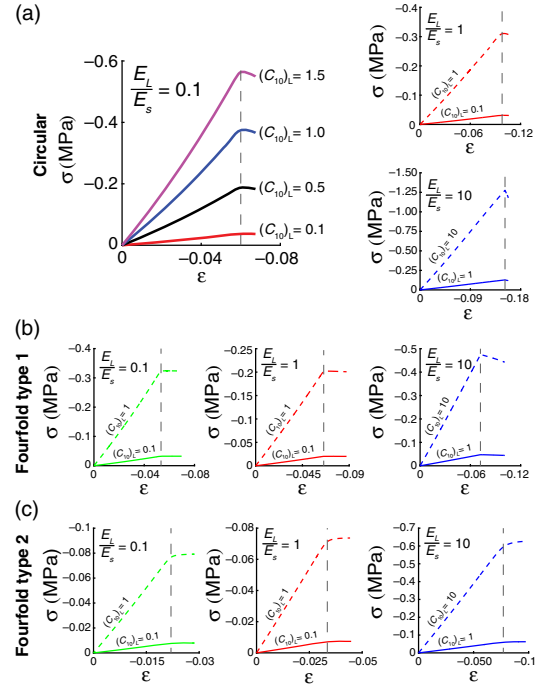 (a)
Circular
E_L/E_s = 0.1
σ (MPa)
−0.6
−0.4
−0.2
0
0 −0.04 −0.06 −0.08
ε
(C10)L = 1.5
(C10)L = 1.0
(C10)L = 0.5
(C10)L = 0.1
E_L/E_s = 1
σ (MPa)
−0.4
−0.3
−0.2
−0.1
0
0 −0.06 −0.12
ε
(C10)L = 1
(C10)L = 0.1
E_L/E_s = 10
σ (MPa)
−1.50
−1.25
−1.00
−0.75
−0.25
0
0 −0.09 −0.18
ε
(C10)L = 10
(C10)L = 1
(b)
Fourfold type 1
E_L/E_s = 0.1
σ (MPa)
−0.4
−0.3
−0.2
−0.1
0
0 −0.04 −0.08
ε
(C10)L = 1
(C10)L = 0.1
E_L/E_s = 1
σ (MPa)
−0.25
−0.2
−0.15
−0.1
−0.05
0
0 −0.045 −0.09
ε
(C10)L = 1
(C10)L = 0.1
E_L/E_s = 10
σ (MPa)
−0.5
−0.4
−0.3
−0.2
−0.1
0
0 −0.06 −0.12
ε
(C10)L = 10
(C10)L = 1
(c)
Fourfold type 2
E_L/E_s = 0.1
σ (MPa)
−0.1
−0.08
−0.06
−0.04
−0.02
0
0 −0.015 −0.03
ε
(C10)L = 1
(C10)L = 0.1
E_L/E_s = 1
σ (MPa)
−0.08
−0.06
−0.04
−0.02
0
0 −0.025 −0.05
ε
(C10)L = 1
(C10)L = 0.1
E_L/E_s = 10
σ (MPa)
−0.7
−0.6
−0.5
−0.4
−0.3
−0.2
−0.1
0
0 −0.05 −0.1
ε
(C10)L = 10
(C10)L = 1